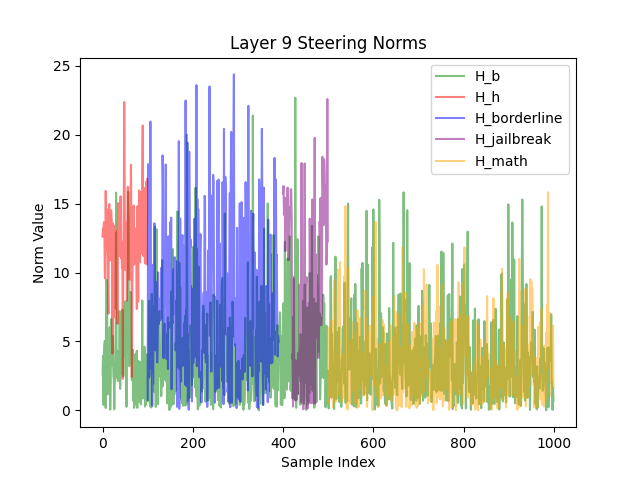 Layer 9 Steering Norms
25
20
15
10
5
0
Norm Value
H_b
H_h
H_borderline
H_jailbreak
H_math
0
200
400
600
800
1000
Sample Index